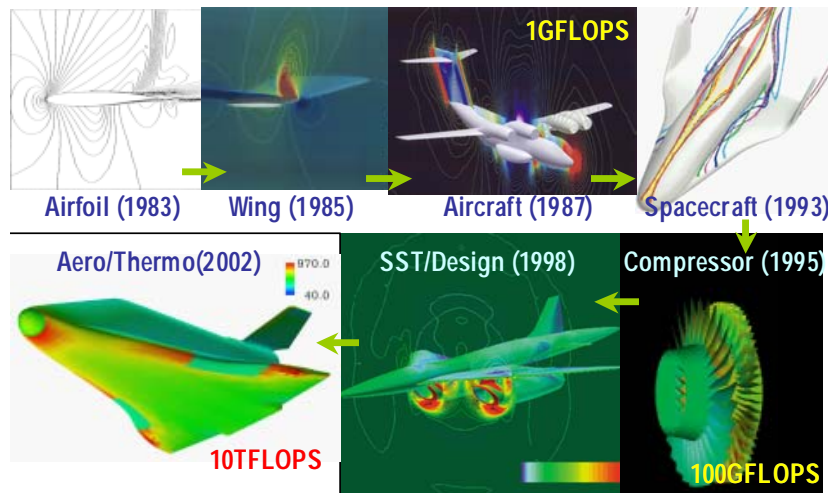 1GFLOPS
Airfoil (1983)
Wing (1985)
Aircraft (1987)
Spacecraft (1993)
Aero/Thermo(2002)
SST/Design (1998)
Compressor (1995)
970.0
40.0
10TFLOPS
100GFLOPS